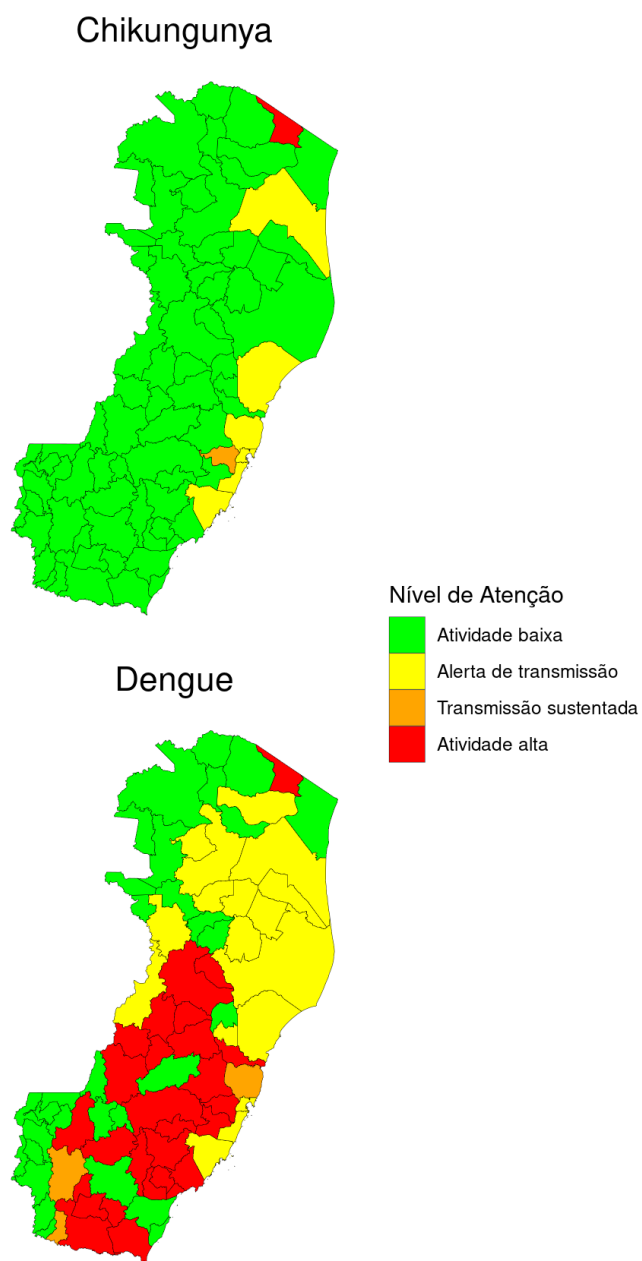 Chikungunya
Nível de Atenção
Atividade baixa
Alerta de transmissão
Transmissão sustentada
Atividade alta
Dengue